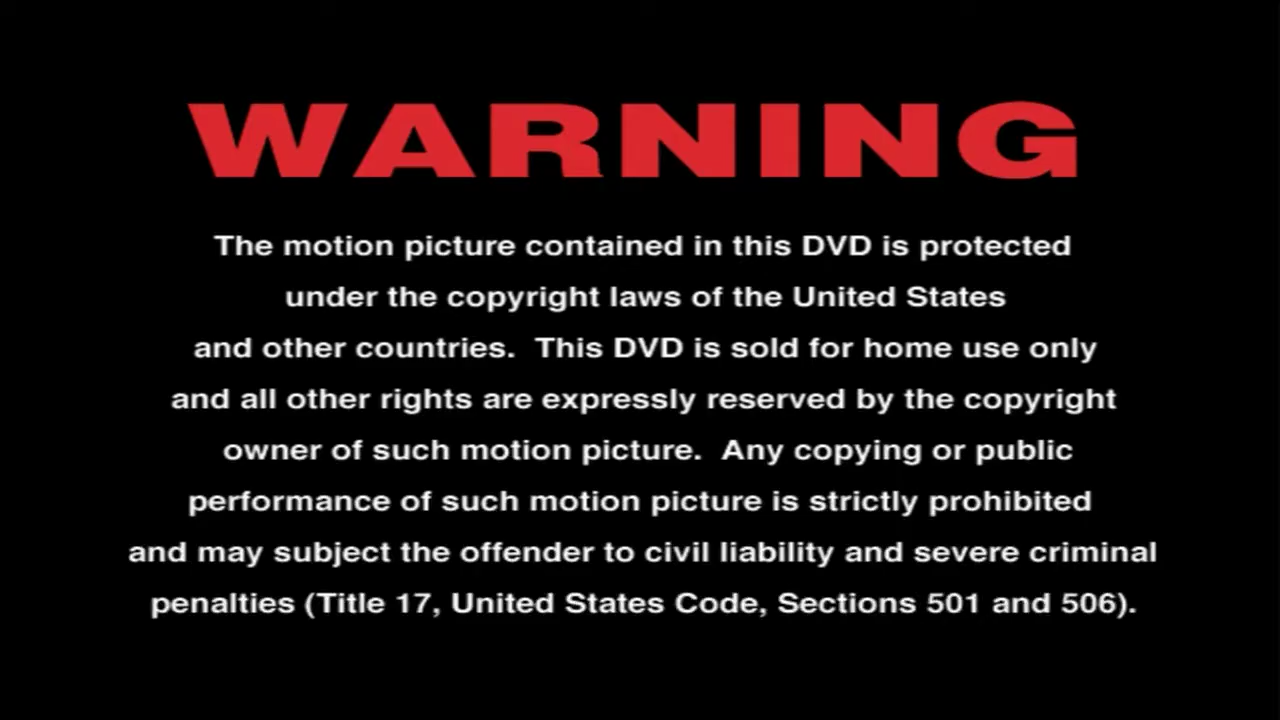 WARNING
The motion picture contained in this DVD is protected
under the copyright laws of the United States
and other countries.  This DVD is sold for home use only
and all other rights are expressly reserved by the copyright
owner of such motion picture.  Any copying or public
performance of such motion picture is strictly prohibited
and may subject the offender to civil liability and severe criminal
penalties (Title 17, United States Code, Sections 501 and 506).